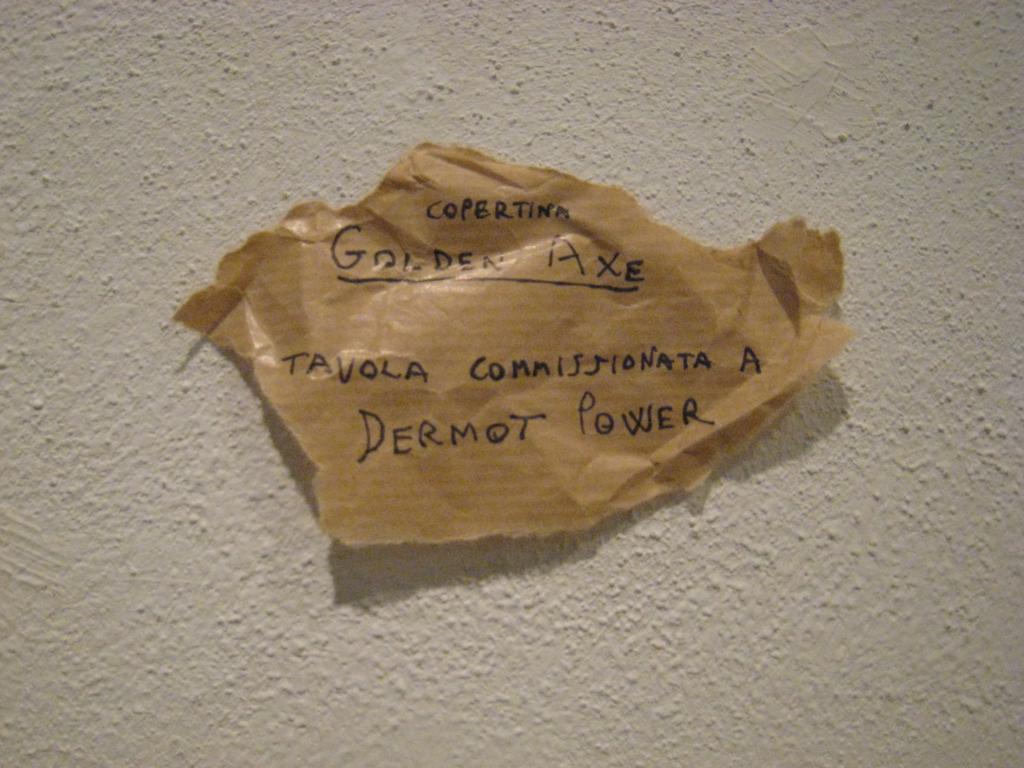 COPERTINA
GOLDEN AXE
TAVOLA COMMISSIONATA A
DERMOT POWER